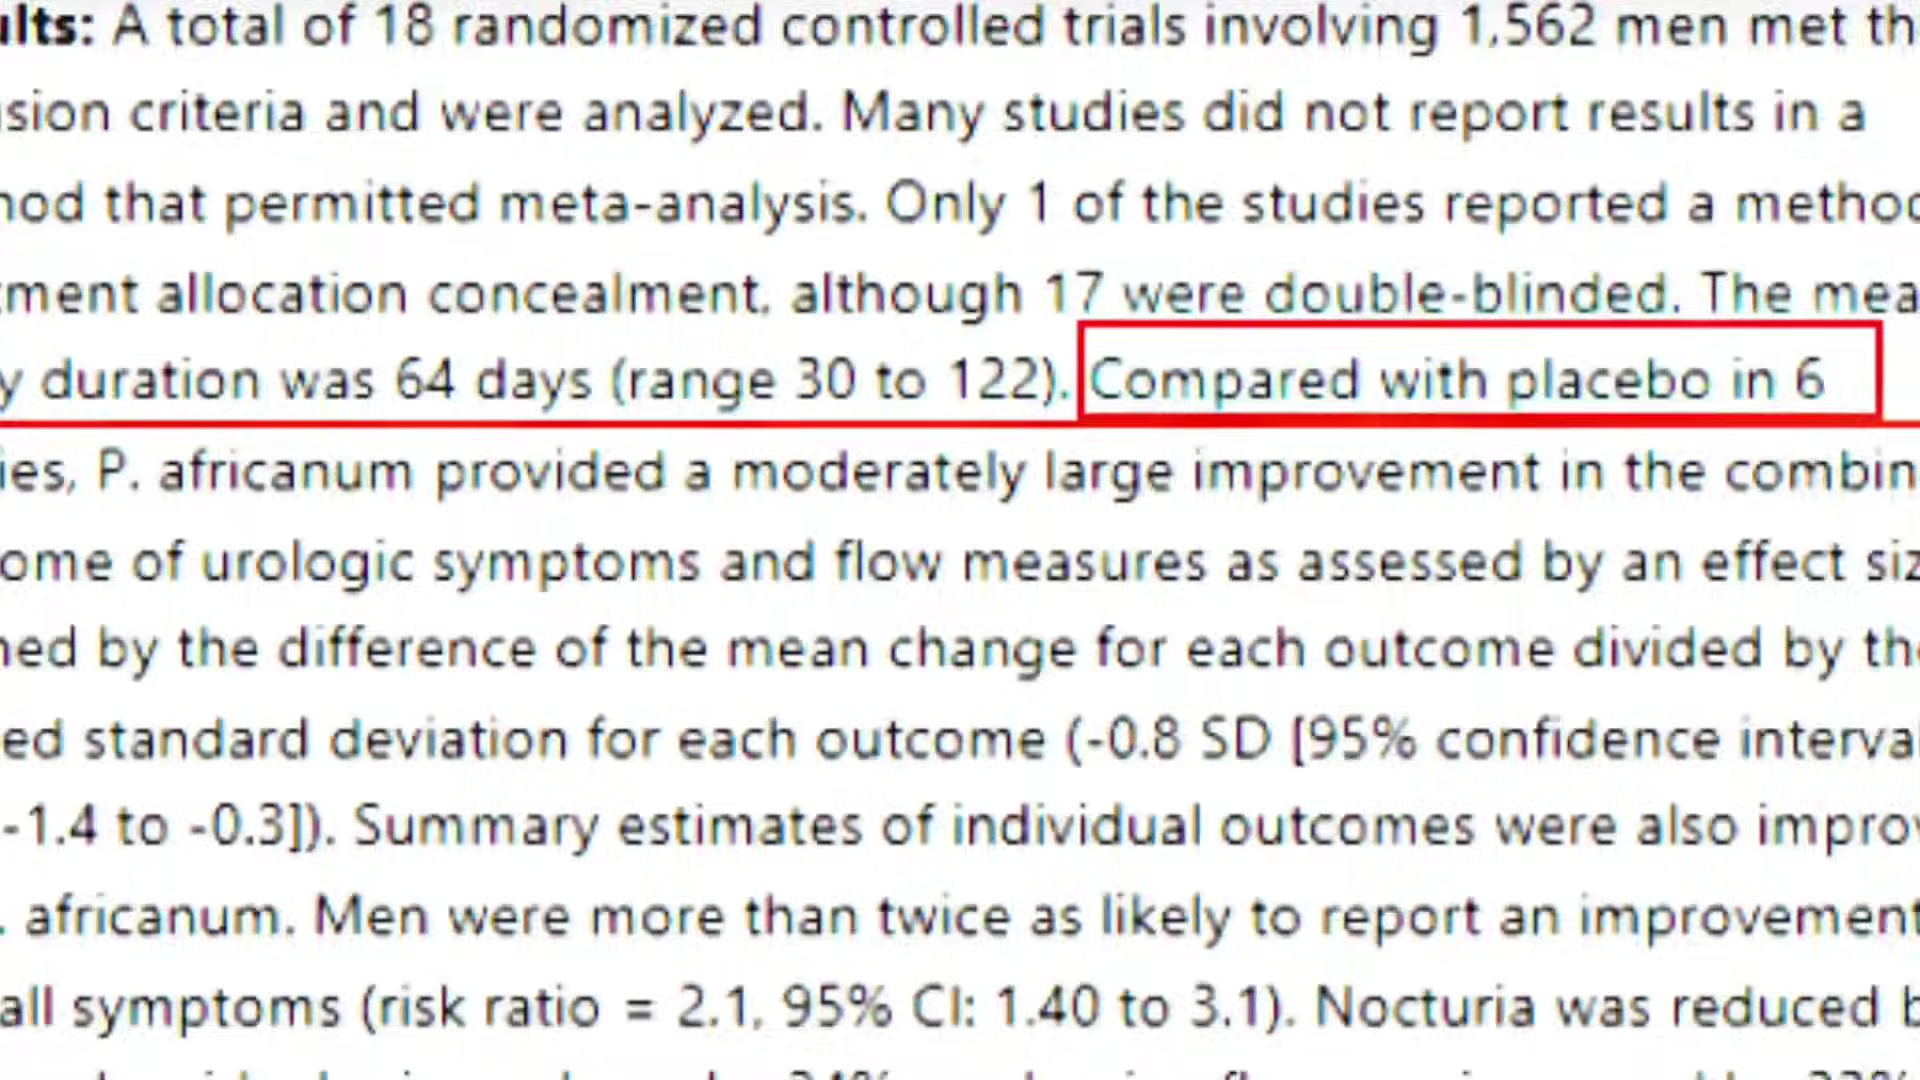 ults: A total of 18 randomized controlled trials involving 1,562 men met th
sion criteria and were analyzed. Many studies did not report results in a
hod that permitted meta-analysis. Only 1 of the studies reported a method
tment allocation concealment, although 17 were double-blinded. The mea
y duration was 64 days (range 30 to 122). Compared with placebo in 6
ies, P. africanum provided a moderately large improvement in the combin
ome of urologic symptoms and flow measures as assessed by an effect siz
ned by the difference of the mean change for each outcome divided by the
ed standard deviation for each outcome (-0.8 SD [95% confidence interval
-1.4 to -0.3]). Summary estimates of individual outcomes were also improv
. africanum. Men were more than twice as likely to report an improvement
all symptoms (risk ratio = 2.1, 95% CI: 1.40 to 3.1). Nocturia was reduced b